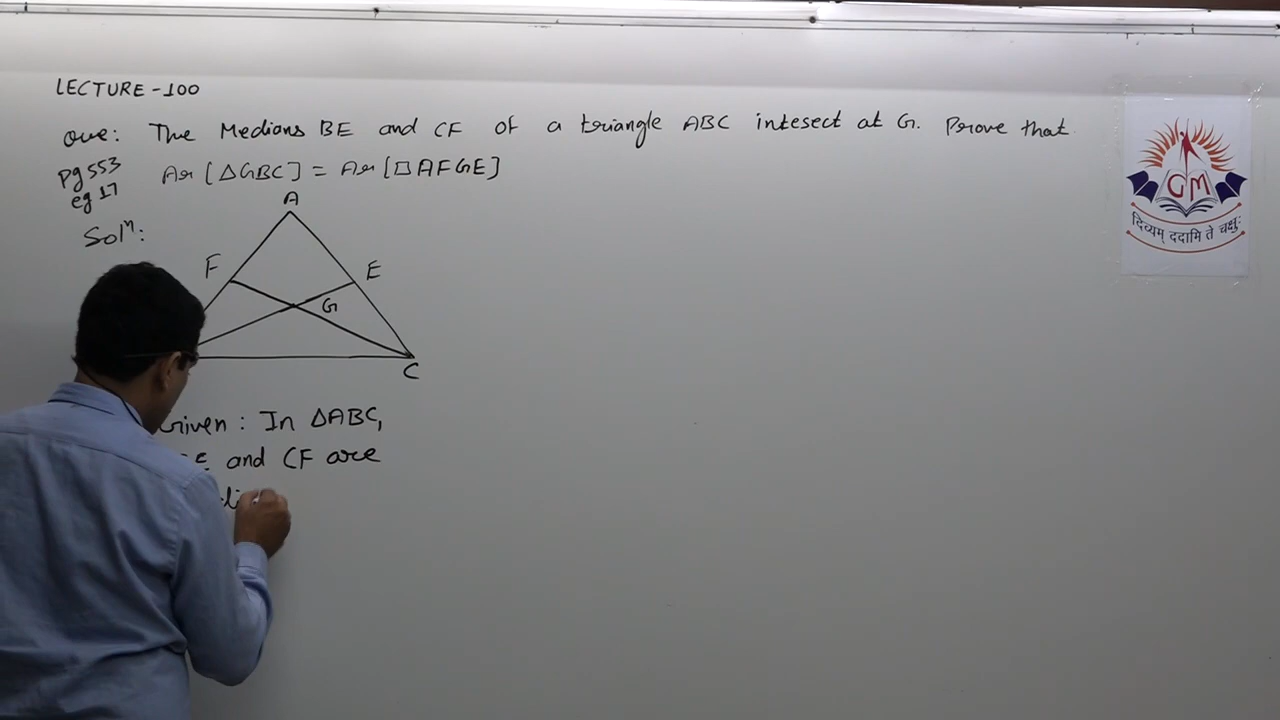 LECTURE - 100
Que: The Medians BE and CF of a triangle ABC intesect at G. Prove that
Pg 553
eg 17
Ar [ΔGBC] = Ar [□AFGE]
Solⁿ:
A
F
E
G
C
Given : In ΔABC,
and CF are
GM
दिव्यम् ददामि ते चक्षुः